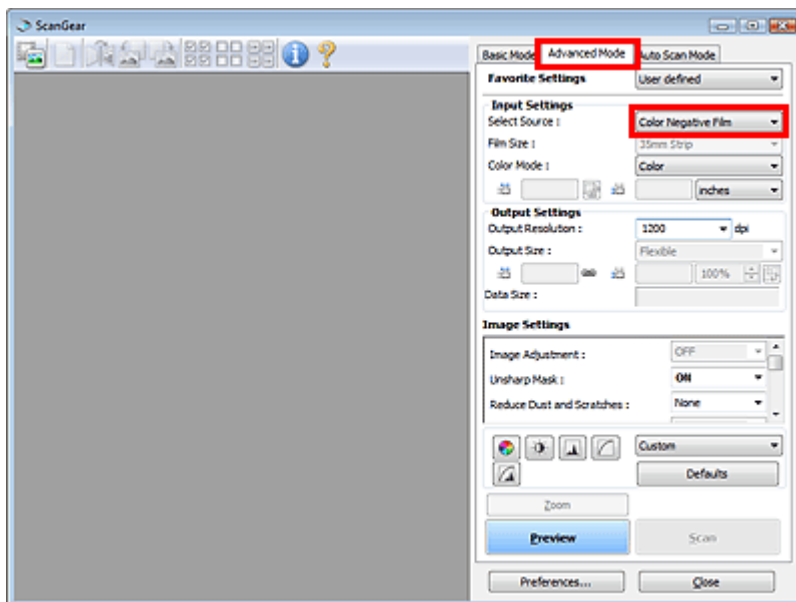 ScanGear
Basic Mode Advanced Mode Auto Scan Mode
Favorite Settings User defined
Input Settings
Select Source : Color Negative Film
Film Size : 35mm Strip
Color Mode : Color
inches
Output Settings
Output Resolution : 1200 dpi
Output Size : Flexible
100%
Data Size :
Image Settings
Image Adjustment : OFF
Unsharp Mask : ON
Reduce Dust and Scratches : None
Custom
Defaults
Zoom
Preview Scan
Preferences... Close